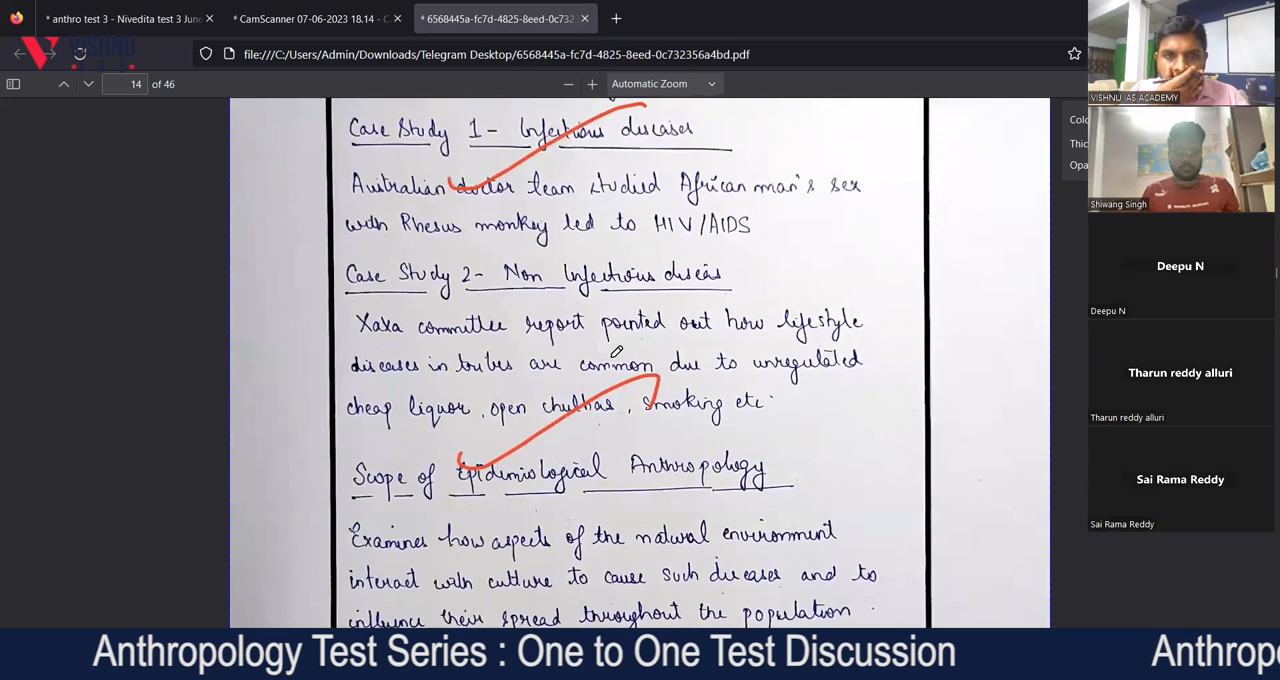 * anthro test 3 - Nivedita test 3 June
* CamScanner 07-06-2023 18.14 - C
* 6568445a-fc7d-4825-8eed-0c732
VISHNU
IAS
file:///C:/Users/Admin/Downloads/Telegram Desktop/6568445a-fc7d-4825-8eed-0c732356a4bd.pdf
14 of 46
Automatic Zoom
Colo
Thic
Opa
Case Study 1 - Infectious diseases
Australian doctor team studied African man's sex
with Rhesus monkey led to HIV/AIDS
Case Study 2 - Non Infectious diseas
Xaxa committee report pointed out how lifestyle
diseases in tribes are common due to unregulated
cheap liquor, open chulhas, smoking etc.
Scope of Epidemiological Anthropology
Examines how aspects of the natural environment
interact with culture to cause such diseases and to
influence their spread throughout the population.
VISHNU IAS ACADEMY
Shiwang Singh
Deepu N
Deepu N
Tharun reddy alluri
Tharun reddy alluri
Sai Rama Reddy
Sai Rama Reddy
Anthropology Test Series : One to One Test Discussion
Anthropo